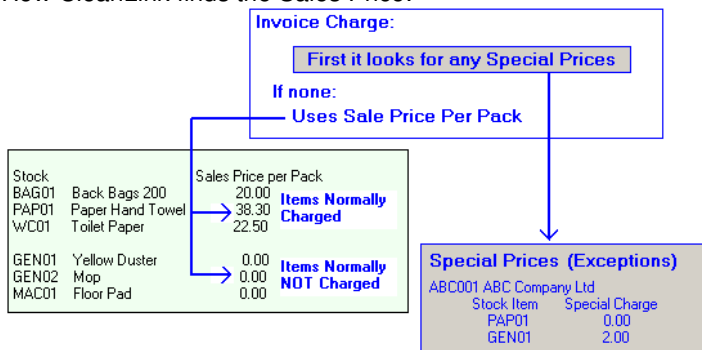 How CleanLink finds the Sales Price.
Invoice Charge:
First it looks for any Special Prices
If none:
Uses Sale Price Per Pack
Stock Sales Price per Pack
BAG01 Back Bags 200 20.00
PAP01 Paper Hand Towel 38.30
WC01 Toilet Paper 22.50
Items Normally
Charged
GEN01 Yellow Duster 0.00
GEN02 Mop 0.00
MAC01 Floor Pad 0.00
Items Normally
NOT Charged
Special Prices (Exceptions)
ABC001 ABC Company Ltd
Stock Item Special Charge
PAP01 0.00
GEN01 2.00